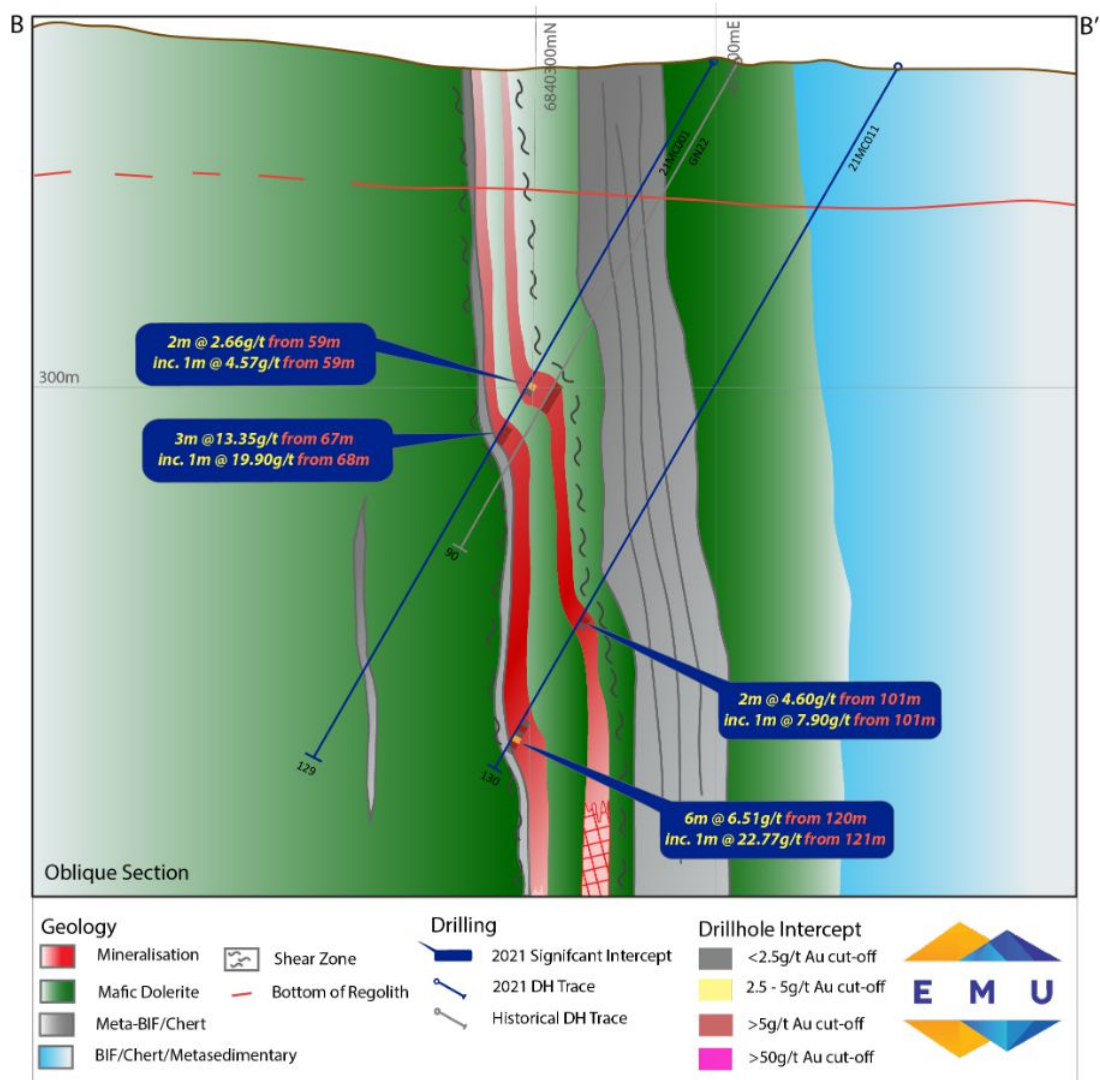 B
B'
6840300mN
21MC001
GN22
21MC011
2m @ 2.66g/t from 59m
inc. 1m @ 4.57g/t from 59m
300m
3m @13.35g/t from 67m
inc. 1m @ 19.90g/t from 68m
90
129
130
2m @ 4.60g/t from 101m
inc. 1m @ 7.90g/t from 101m
6m @ 6.51g/t from 120m
inc. 1m @ 22.77g/t from 121m
Oblique Section
Geology
Mineralisation
Shear Zone
Mafic Dolerite
Bottom of Regolith
Meta-BIF/Chert
BIF/Chert/Metasedimentary
Drilling
2021 Signifcant Intercept
2021 DH Trace
Historical DH Trace
Drillhole Intercept
<2.5g/t Au cut-off
2.5 - 5g/t Au cut-off
>5g/t Au cut-off
>50g/t Au cut-off
E M U